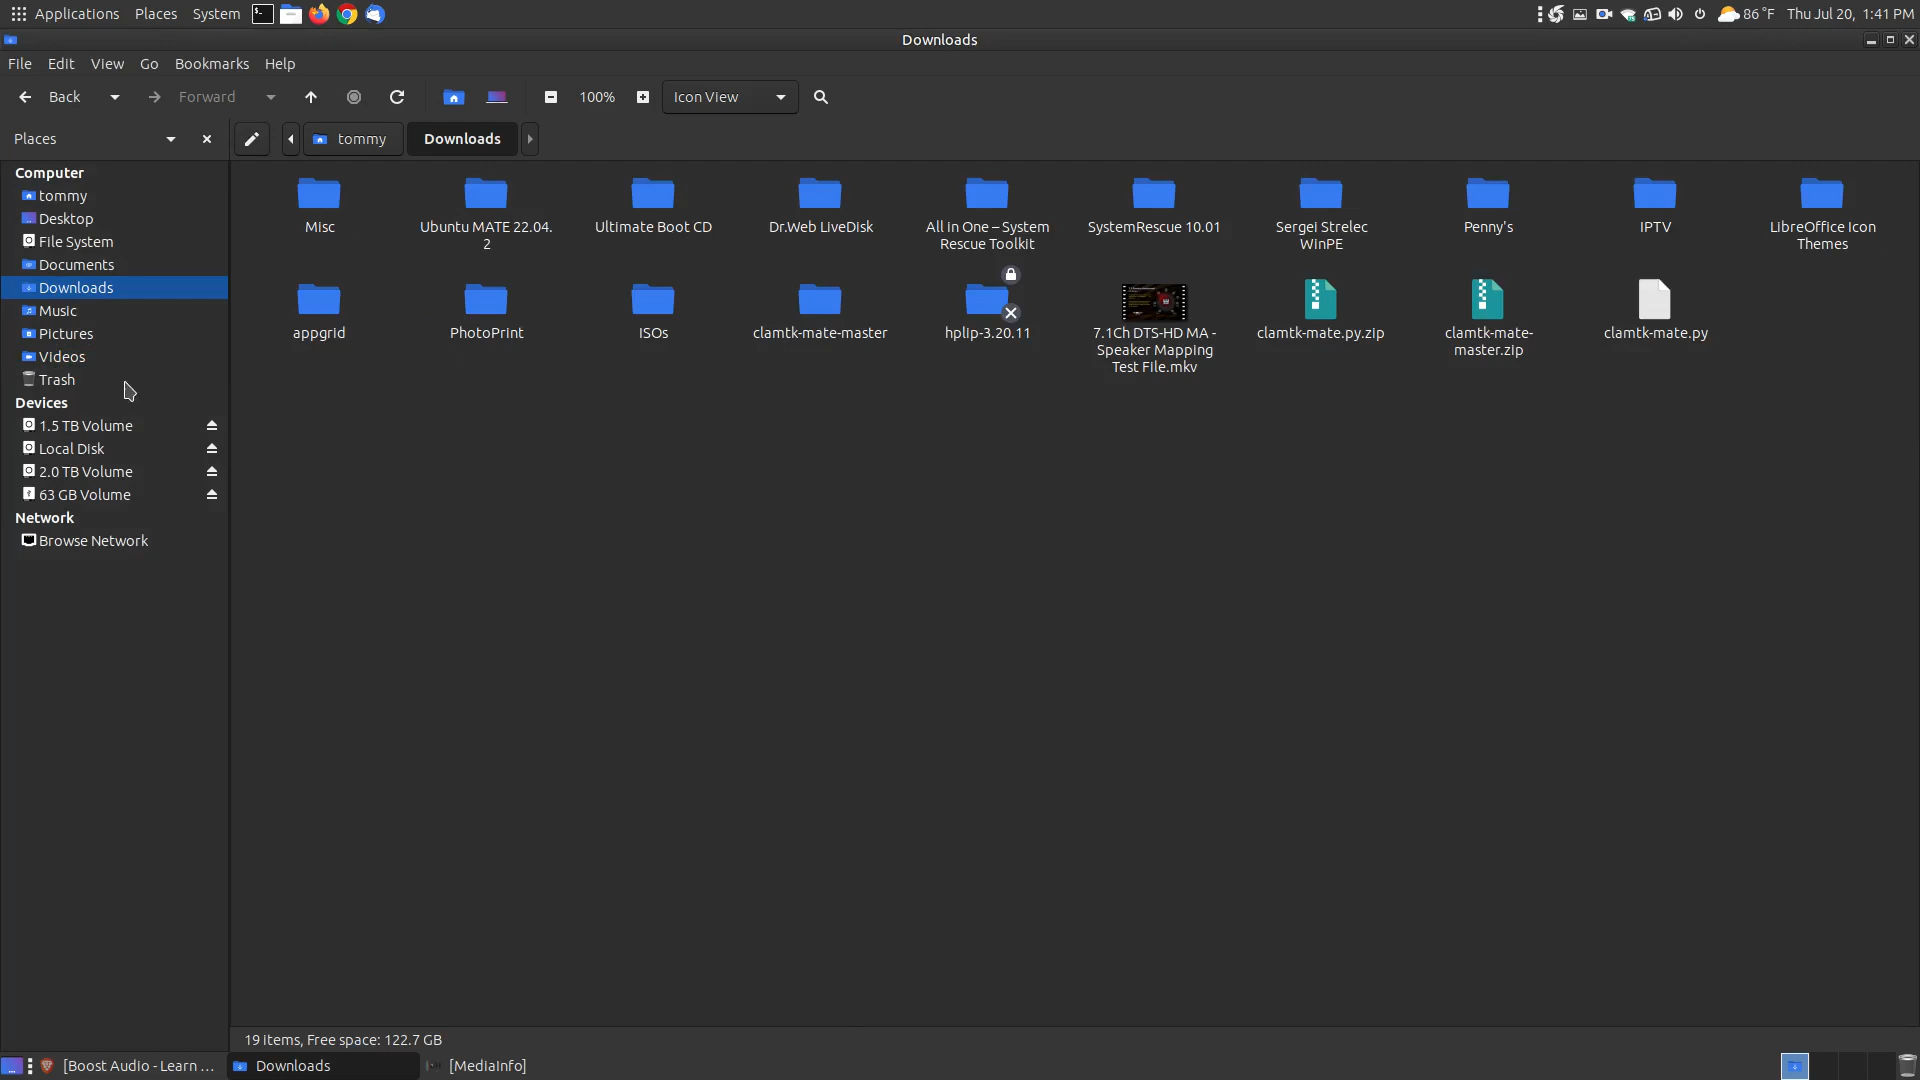 Applications Places System 86 °F Thu Jul 20, 1:41 PM
Downloads
File Edit View Go Bookmarks Help
Back Forward 100% Icon View
Places tommy Downloads
Computer
tommy
Desktop
File System
Documents
Downloads
Music
Pictures
Videos
Trash
Devices
1.5 TB Volume
Local Disk
2.0 TB Volume
63 GB Volume
Network
Browse Network
Misc
Ubuntu MATE 22.04.
2
Ultimate Boot CD
Dr.Web LiveDisk
All in One – System
Rescue Toolkit
SystemRescue 10.01
Sergei Strelec
WinPE
Penny's
IPTV
LibreOffice Icon
Themes
appgrid
PhotoPrint
ISOs
clamtk-mate-master
hplip-3.20.11
7.1Ch DTS-HD MA -
Speaker Mapping
Test File.mkv
clamtk-mate.py.zip
clamtk-mate-
master.zip
clamtk-mate.py
19 items, Free space: 122.7 GB
[Boost Audio - Learn ... Downloads [MediaInfo]